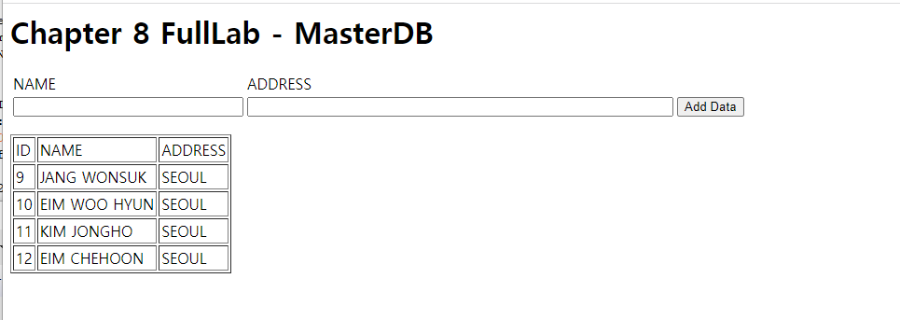 Chapter 8 FullLab - MasterDB
NAME ADDRESS
Add Data
ID NAME ADDRESS
9 JANG WONSUK SEOUL
10 EIM WOO HYUN SEOUL
11 KIM JONGHO SEOUL
12 EIM CHEHOON SEOUL